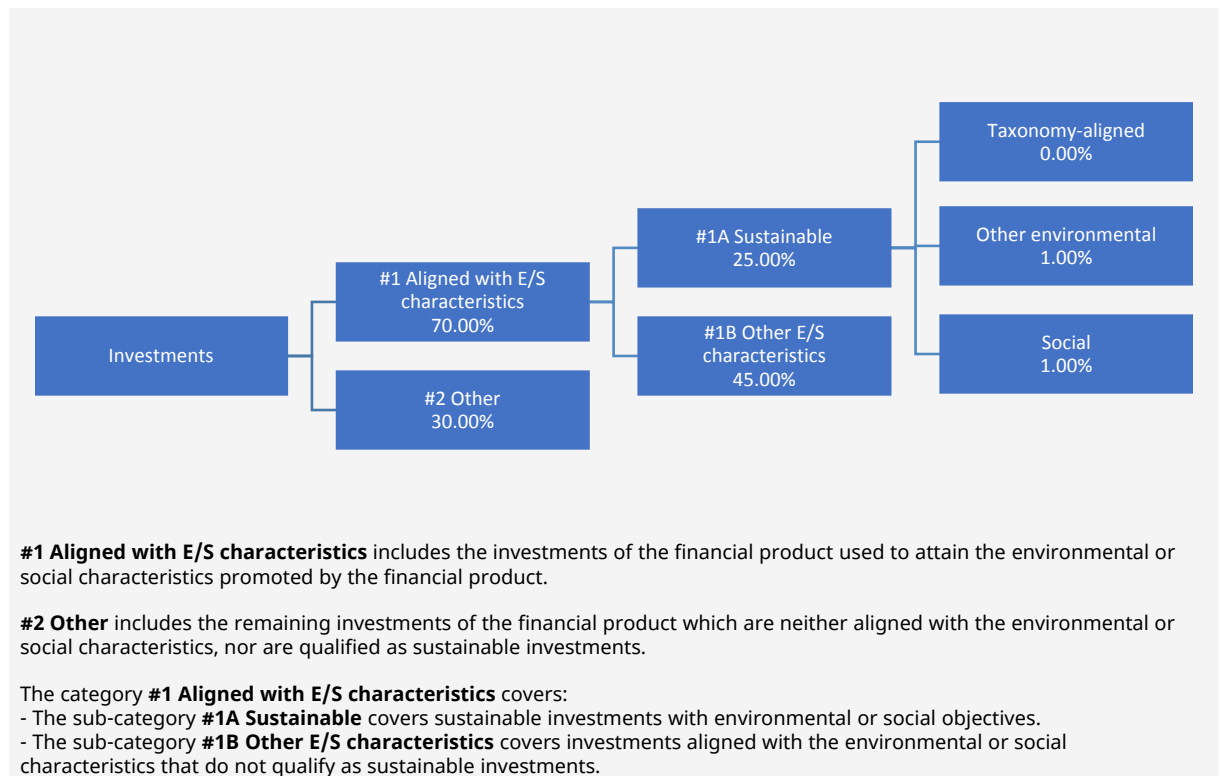 Taxonomy-aligned
0.00%
#1A Sustainable
25.00%
Other environmental
1.00%
#1 Aligned with E/S
characteristics
70.00%
Investments
#1B Other E/S
characteristics
45.00%
Social
1.00%
#2 Other
30.00%
#1 Aligned with E/S characteristics includes the investments of the financial product used to attain the environmental or
social characteristics promoted by the financial product.
#2 Other includes the remaining investments of the financial product which are neither aligned with the environmental or
social characteristics, nor are qualified as sustainable investments.
The category #1 Aligned with E/S characteristics covers:
- The sub-category #1A Sustainable covers sustainable investments with environmental or social objectives.
- The sub-category #1B Other E/S characteristics covers investments aligned with the environmental or social
characteristics that do not qualify as sustainable investments.